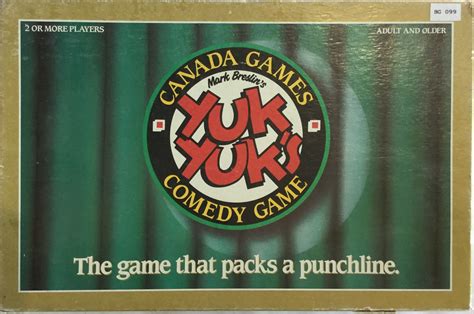 BG 099
2 OR MORE PLAYERS
ADULT AND OLDER
CANADA GAMES
Mark Breslin's
YUK
YUK's
COMEDY GAME
The game that packs a punchline.